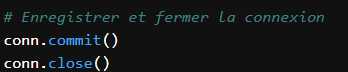 # Enregistrer et fermer la connexion
conn.commit()
conn.close()